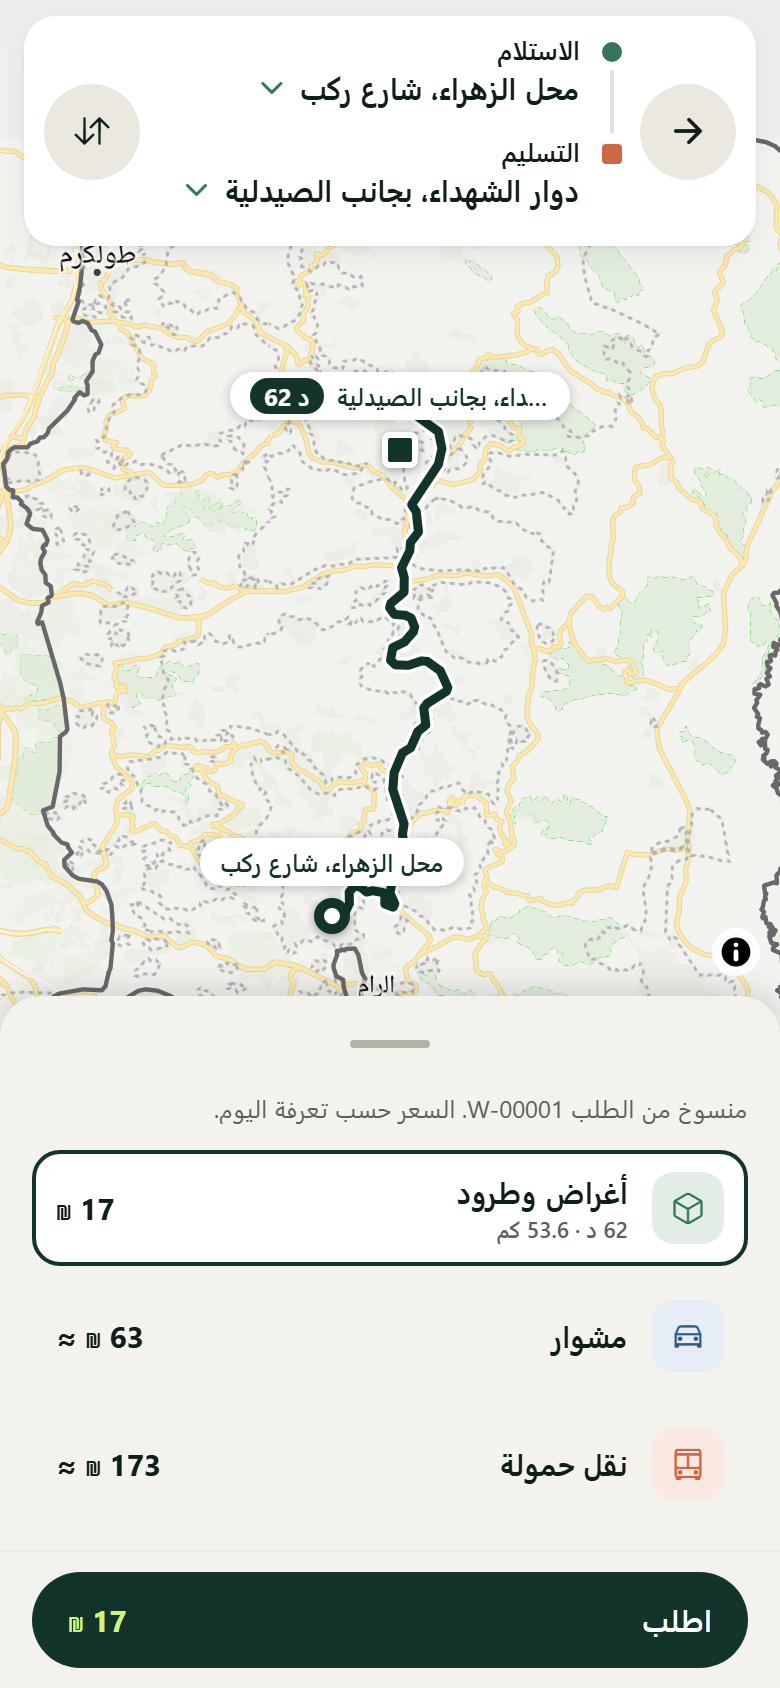 الاستلام
محل الزهراء، شارع ركب
التسليم
دوار الشهداء، بجانب الصيدلية
طولكرم
...داء، بجانب الصيدلية 62 د
محل الزهراء، شارع ركب
الرام
منسوخ من الطلب W-00001. السعر حسب تعرفة اليوم.
أغراض وطرود
62 د · 53.6 كم
17 ₪
مشوار
≈ ₪ 63
نقل حمولة
≈ ₪ 173
اطلب
17 ₪